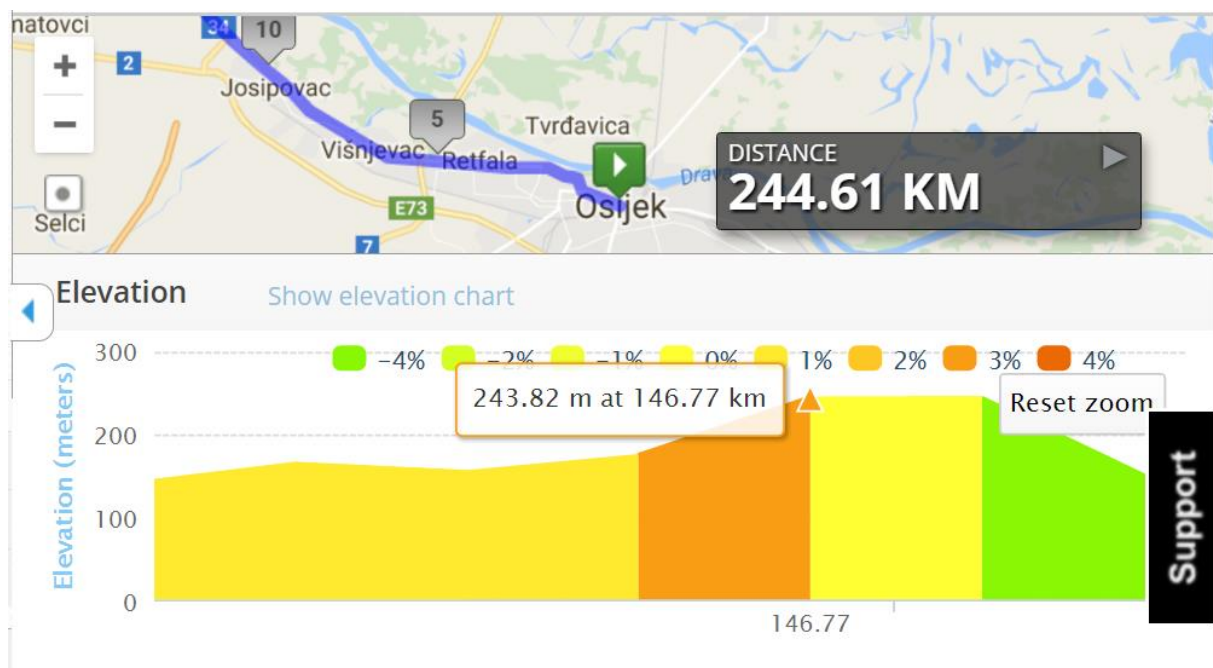 natovci
34
10
2
Josipovac
5
Tvrđavica
Višnjevac
Retfala
DISTANCE
244.61 KM
Drava
Osijek
E73
Selci
7
Elevation
Show elevation chart
Elevation (meters)
300
200
100
0
-4%
-2%
-1%
0%
1%
2%
3%
4%
243.82 m at 146.77 km
Reset zoom
Support
146.77